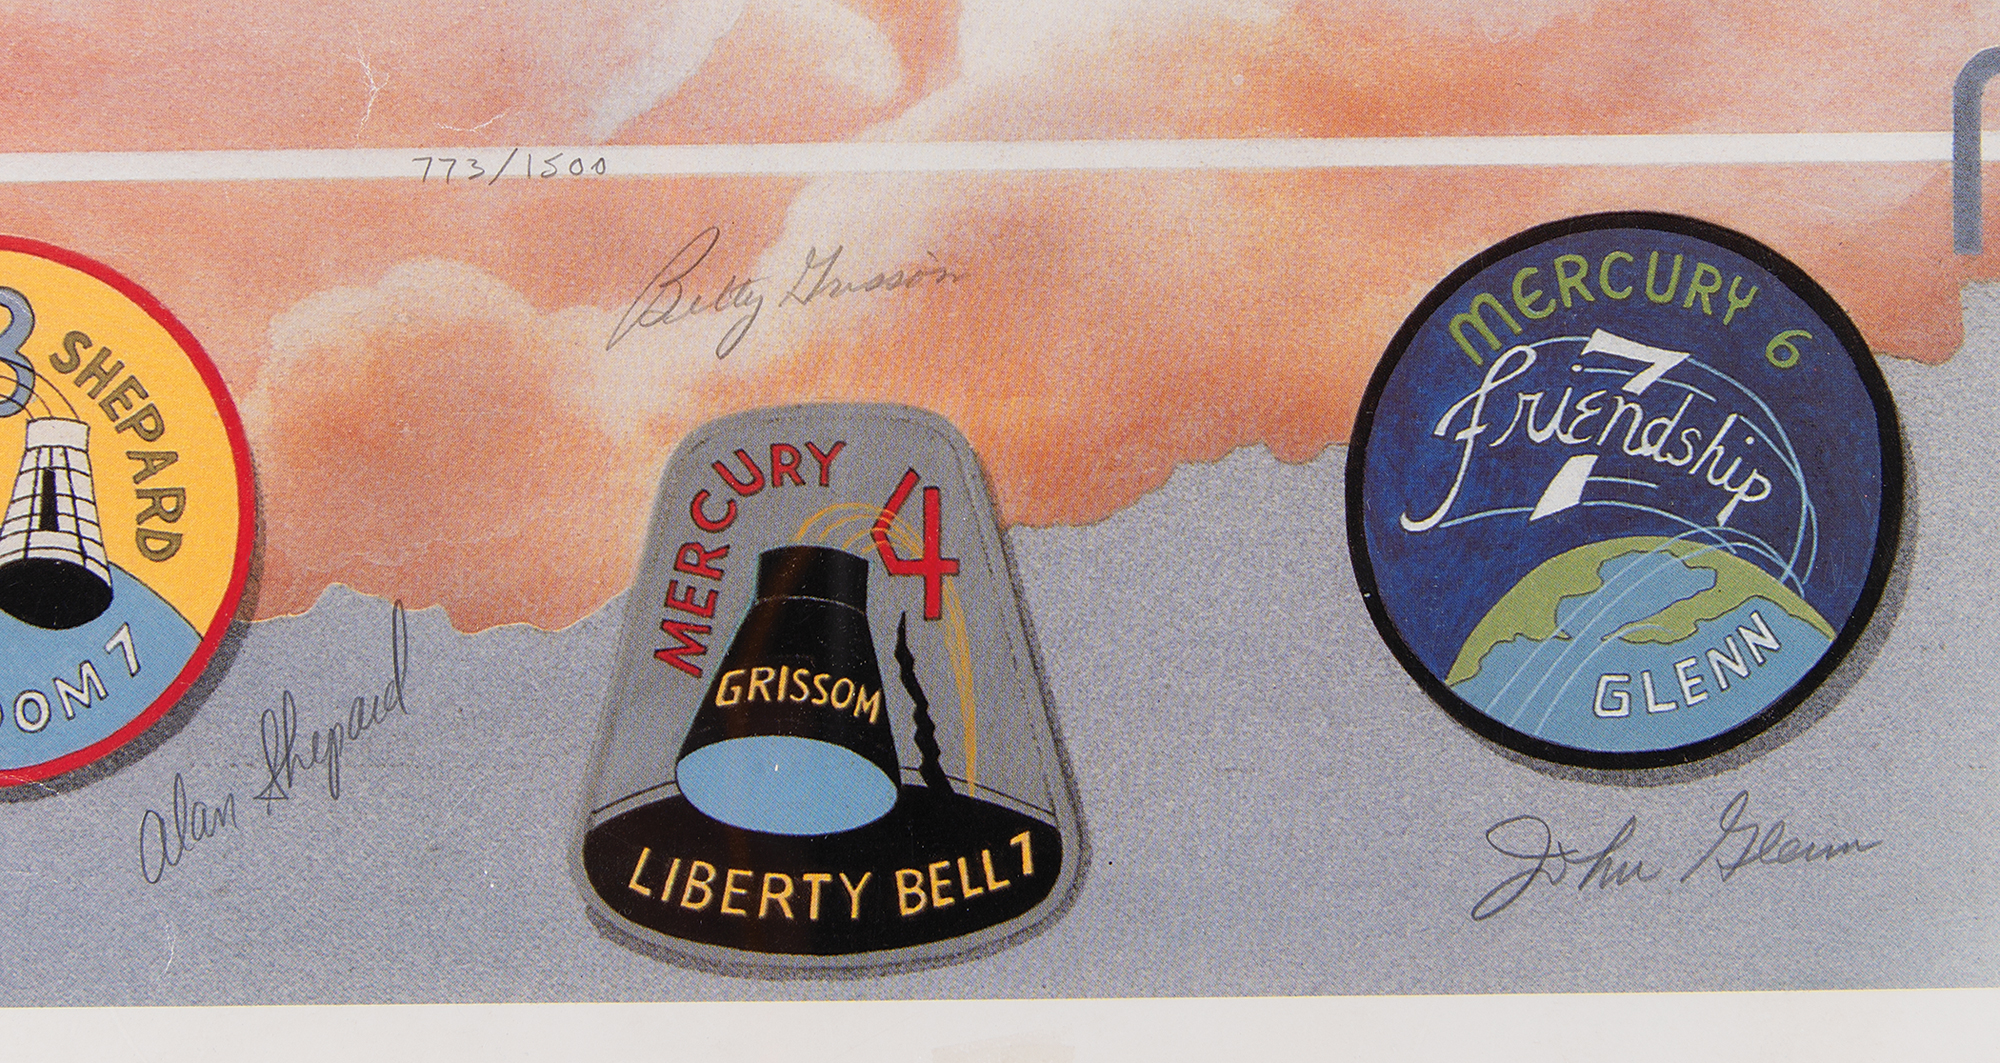 773/1500
Betty Grissom
3
SHEPARD
OM 7
Alan Shepard
MERCURY 4
GRISSOM
LIBERTY BELL 7
MERCURY 6
friendship
7
GLENN
John Glenn